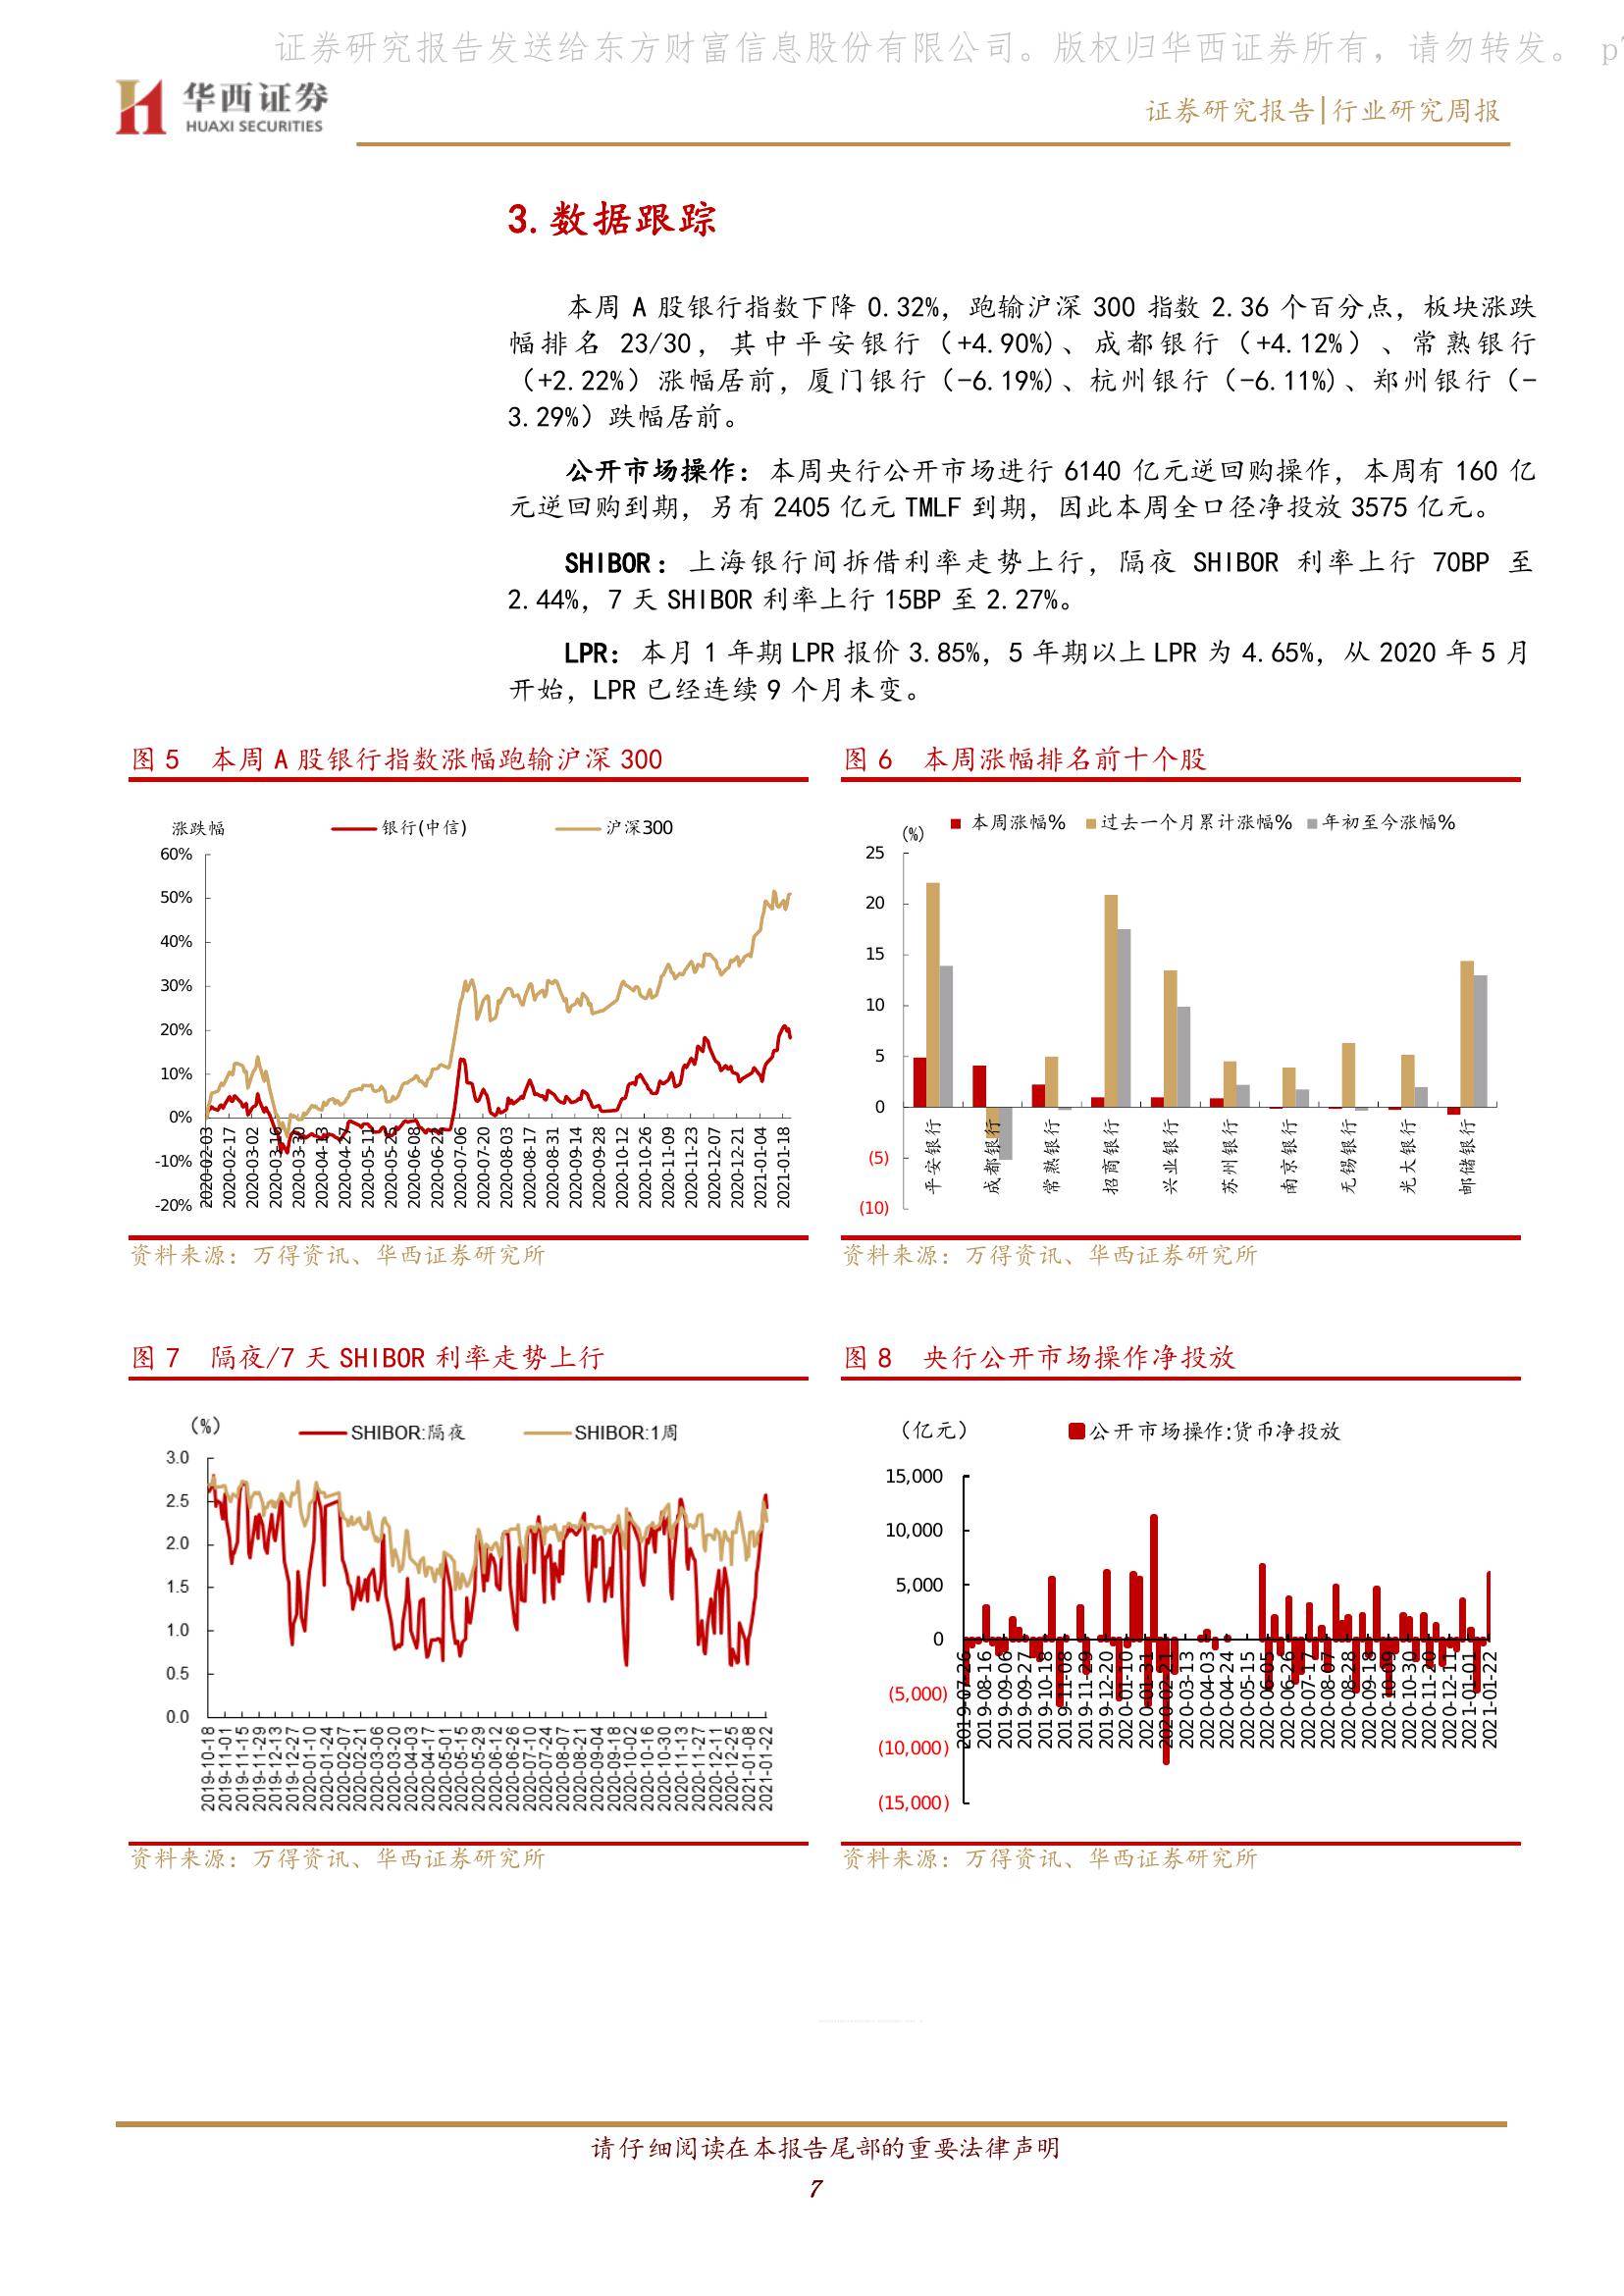 证券研究报告发送给东方财富信息股份有限公司。版权归华西证券所有，请勿转发。 p7
华西证券
HUAXI SECURITIES
证券研究报告|行业研究周报
3.数据跟踪
本周 A 股银行指数下降 0.32%，跑输沪深 300 指数 2.36 个百分点，板块涨跌
幅排名 23/30，其中平安银行（+4.90%)、成都银行（+4.12%）、常熟银行
（+2.22%）涨幅居前，厦门银行（-6.19%)、杭州银行（-6.11%)、郑州银行（-
3.29%）跌幅居前。
公开市场操作：本周央行公开市场进行 6140 亿元逆回购操作，本周有 160 亿
元逆回购到期，另有 2405 亿元 TMLF 到期，因此本周全口径净投放 3575 亿元。
SHIBOR：上海银行间拆借利率走势上行，隔夜 SHIBOR 利率上行 70BP 至
2.44%，7 天 SHIBOR 利率上行 15BP 至 2.27%。
LPR：本月 1 年期 LPR 报价 3.85%，5 年期以上 LPR 为 4.65%，从 2020 年 5 月
开始，LPR 已经连续 9 个月未变。
图 5 本周 A 股银行指数涨幅跑输沪深 300
涨跌幅
银行(中信)
沪深300
60%
50%
40%
30%
20%
10%
0%
-10%
-20%
2020-02-03
2020-02-17
2020-03-02
2020-03-16
2020-03-30
2020-04-13
2020-04-27
2020-05-11
2020-05-25
2020-06-08
2020-06-22
2020-07-06
2020-07-20
2020-08-03
2020-08-17
2020-08-31
2020-09-14
2020-09-28
2020-10-12
2020-10-26
2020-11-09
2020-11-23
2020-12-07
2020-12-21
2021-01-04
2021-01-18
资料来源：万得资讯、华西证券研究所
图 6 本周涨幅排名前十个股
(%)
本周涨幅%
过去一个月累计涨幅%
年初至今涨幅%
25
20
15
10
5
0
(5)
(10)
平安银行
成都银行
常熟银行
招商银行
兴业银行
苏州银行
南京银行
无锡银行
光大银行
邮储银行
资料来源：万得资讯、华西证券研究所
图 7 隔夜/7 天 SHIBOR 利率走势上行
（%）
SHIBOR:隔夜
SHIBOR:1周
3.0
2.5
2.0
1.5
1.0
0.5
0.0
2019-10-18
2019-11-01
2019-11-15
2019-11-29
2019-12-13
2019-12-27
2020-01-10
2020-01-24
2020-02-07
2020-02-21
2020-03-06
2020-03-20
2020-04-03
2020-04-17
2020-05-01
2020-05-15
2020-05-29
2020-06-12
2020-06-26
2020-07-10
2020-07-24
2020-08-07
2020-08-21
2020-09-04
2020-09-18
2020-10-02
2020-10-16
2020-10-30
2020-11-13
2020-11-27
2020-12-11
2020-12-25
2021-01-08
2021-01-22
资料来源：万得资讯、华西证券研究所
图 8 央行公开市场操作净投放
（亿元）
公开市场操作:货币净投放
15,000
10,000
5,000
0
(5,000)
(10,000)
(15,000)
2019-07-26
2019-08-16
2019-09-06
2019-09-27
2019-10-18
2019-11-08
2019-11-29
2019-12-20
2020-01-10
2020-01-31
2020-02-21
2020-03-13
2020-04-03
2020-04-24
2020-05-15
2020-06-05
2020-06-26
2020-07-17
2020-08-07
2020-08-28
2020-09-18
2020-10-09
2020-10-30
2020-11-20
2020-12-11
2021-01-01
2021-01-22
资料来源：万得资讯、华西证券研究所
请仔细阅读在本报告尾部的重要法律声明
7